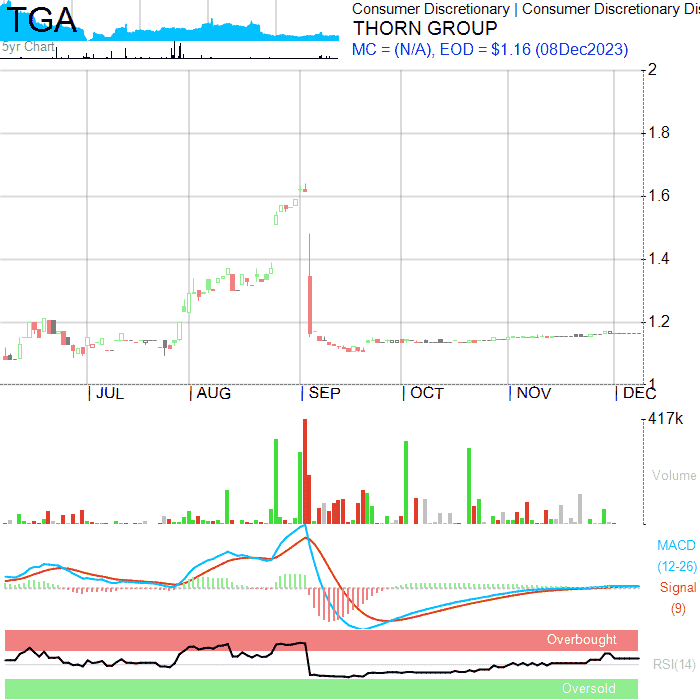 TGA
5yr Chart
Consumer Discretionary | Consumer Discretionary Dis
THORN GROUP
MC = (N/A), EOD = $1.16 (08Dec2023)
2
1.8
1.6
1.4
1.2
1
JUL
AUG
SEP
OCT
NOV
DEC
417k
Volume
MACD
(12-26)
Signal
(9)
Overbought
RSI(14)
Oversold